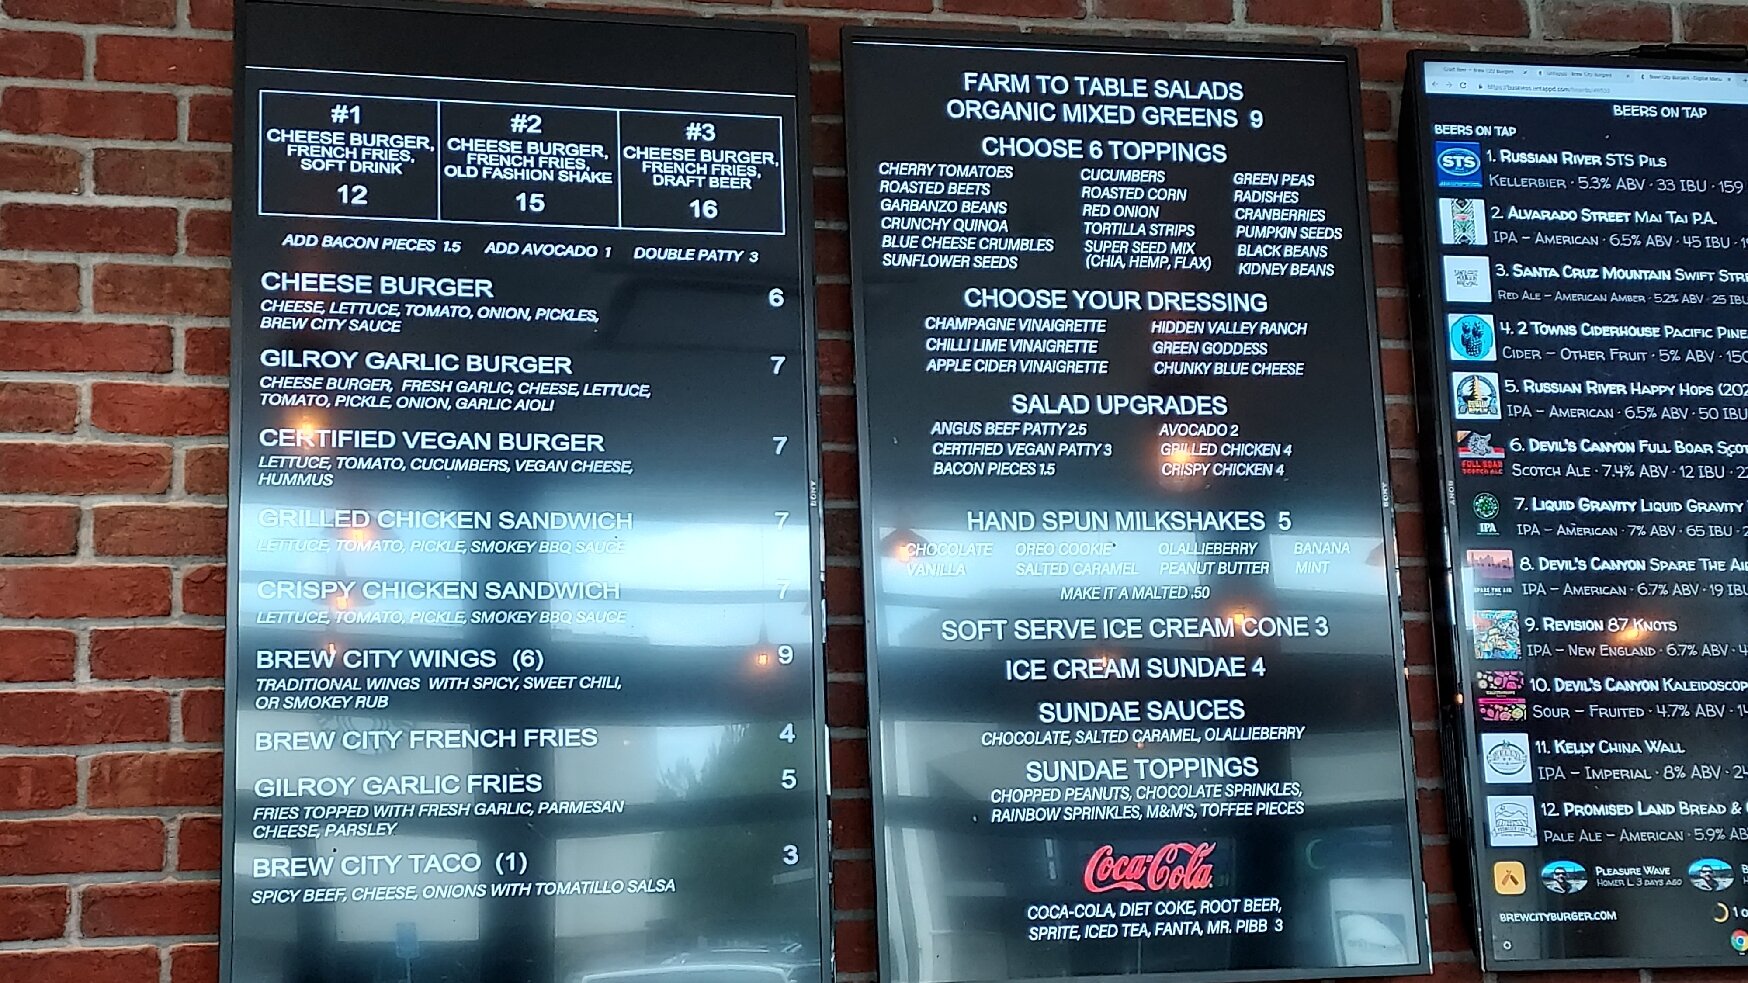 #1
CHEESE BURGER,
FRENCH FRIES,
SOFT DRINK
12
#2
CHEESE BURGER,
FRENCH FRIES,
OLD FASHION SHAKE
15
#3
CHEESE BURGER,
FRENCH FRIES,
DRAFT BEER
16
ADD BACON PIECES 1.5 ADD AVOCADO 1 DOUBLE PATTY 3
CHEESE BURGER 6
CHEESE, LETTUCE, TOMATO, ONION, PICKLES,
BREW CITY SAUCE
GILROY GARLIC BURGER 7
CHEESE BURGER, FRESH GARLIC, CHEESE, LETTUCE,
TOMATO, PICKLE, ONION, GARLIC AIOLI
CERTIFIED VEGAN BURGER 7
LETTUCE, TOMATO, CUCUMBERS, VEGAN CHEESE,
HUMMUS
GRILLED CHICKEN SANDWICH 7
LETTUCE, TOMATO, PICKLE, SMOKEY BBQ SAUCE
CRISPY CHICKEN SANDWICH 7
LETTUCE, TOMATO, PICKLE, SMOKEY BBQ SAUCE
BREW CITY WINGS (6) 9
TRADITIONAL WINGS WITH SPICY, SWEET CHILI,
OR SMOKEY RUB
BREW CITY FRENCH FRIES 4
GILROY GARLIC FRIES 5
FRIES TOPPED WITH FRESH GARLIC, PARMESAN
CHEESE, PARSLEY
BREW CITY TACO (1) 3
SPICY BEEF, CHEESE, ONIONS WITH TOMATILLO SALSA
SONY
FARM TO TABLE SALADS
ORGANIC MIXED GREENS 9
CHOOSE 6 TOPPINGS
CHERRY TOMATOES CUCUMBERS GREEN PEAS
ROASTED BEETS ROASTED CORN RADISHES
GARBANZO BEANS RED ONION CRANBERRIES
CRUNCHY QUINOA TORTILLA STRIPS PUMPKIN SEEDS
BLUE CHEESE CRUMBLES SUPER SEED MIX BLACK BEANS
SUNFLOWER SEEDS (CHIA, HEMP, FLAX) KIDNEY BEANS
CHOOSE YOUR DRESSING
CHAMPAGNE VINAIGRETTE HIDDEN VALLEY RANCH
CHILLI LIME VINAIGRETTE GREEN GODDESS
APPLE CIDER VINAIGRETTE CHUNKY BLUE CHEESE
SALAD UPGRADES
ANGUS BEEF PATTY 2.5 AVOCADO 2
CERTIFIED VEGAN PATTY 3 GRILLED CHICKEN 4
BACON PIECES 1.5 CRISPY CHICKEN 4
HAND SPUN MILKSHAKES 5
CHOCOLATE OREO COOKIE OLALLIEBERRY BANANA
VANILLA SALTED CARAMEL PEANUT BUTTER MINT
MAKE IT A MALTED .50
SOFT SERVE ICE CREAM CONE 3
ICE CREAM SUNDAE 4
SUNDAE SAUCES
CHOCOLATE, SALTED CARAMEL, OLALLIEBERRY
SUNDAE TOPPINGS
CHOPPED PEANUTS, CHOCOLATE SPRINKLES,
RAINBOW SPRINKLES, M&M'S, TOFFEE PIECES
Coca-Cola
COCA-COLA, DIET COKE, ROOT BEER,
SPRITE, ICED TEA, FANTA, MR. PIBB 3
SONY
BEERS ON TAP
BEERS ON TAP
STS
1. RUSSIAN RIVER STS PILS
KELLERBIER · 5.3% ABV · 33 IBU · 159
2. ALVARADO STREET MAI TAI P.A.
IPA - AMERICAN · 6.5% ABV · 45 IBU
3. SANTA CRUZ MOUNTAIN SWIFT
RED ALE - AMERICAN AMBER · 5.2% ABV · 25 IBU
4. 2 TOWNS CIDERHOUSE PACIFIC
CIDER - OTHER FRUIT · 5% ABV
5. RUSSIAN RIVER HAPPY HOPS
IPA - AMERICAN · 6.5% ABV · 50 IBU
6. DEVIL'S CANYON FULL BOAR
SCOTCH ALE · 7.4% ABV · 12 IBU
IPA
7. LIQUID GRAVITY LIQUID GRAVITY
IPA - AMERICAN · 7% ABV · 65 IBU
8. DEVIL'S CANYON SPARE THE
IPA - AMERICAN · 6.7% ABV · 19 IBU
9. REVISION 87 KNOTS
IPA - NEW ENGLAND · 6.7% ABV
10. DEVIL'S CANYON
SOUR - FRUITED · 4.7% ABV
11. KELLY CHINA WALL
IPA - IMPERIAL · 8% ABV
12. PROMISED LAND BREAD &
PALE ALE - AMERICAN · 5.9%
PLEASURE WAVE
HOMER L. 3 DAYS AGO
BREWCITYBURGER.COM
SONY